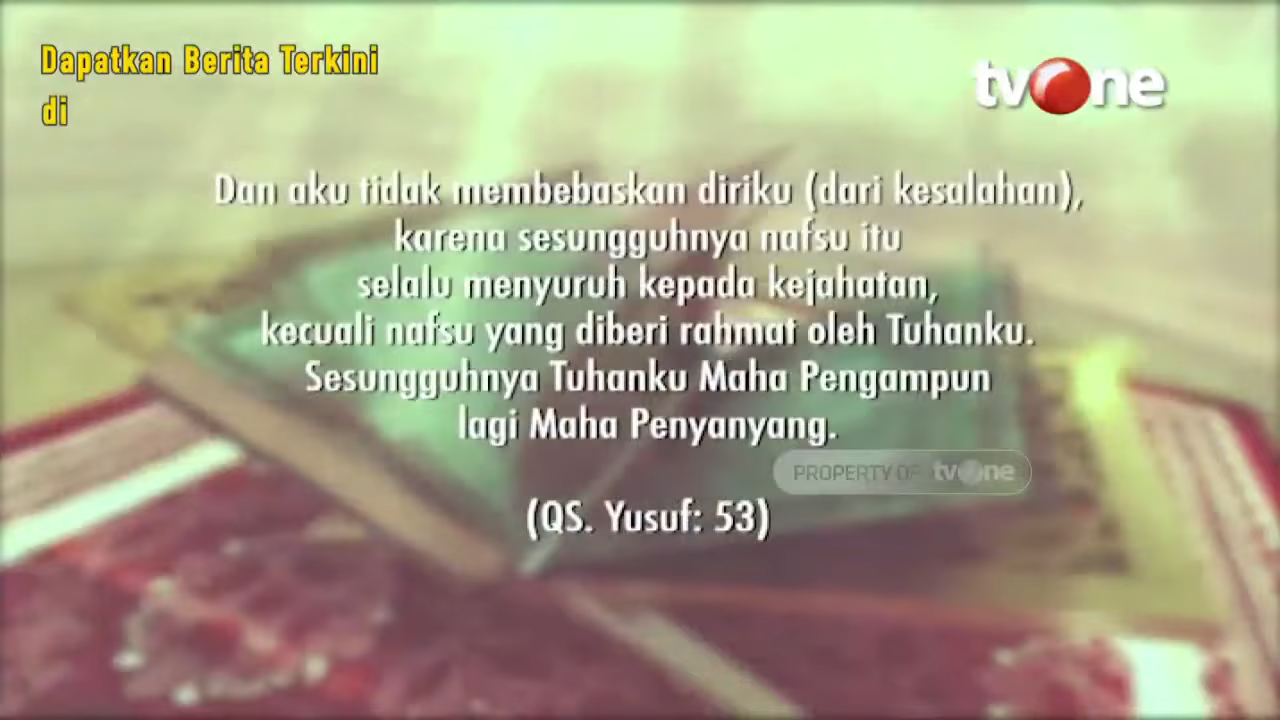 Dapatkan Berita Terkini
di
tvOne
Dan aku tidak membebaskan diriku (dari kesalahan),
karena sesungguhnya nafsu itu
selalu menyuruh kepada kejahatan,
kecuali nafsu yang diberi rahmat oleh Tuhanku.
Sesungguhnya Tuhanku Maha Pengampun
lagi Maha Penyanyang.
PROPERTY OF tvOne
(QS. Yusuf: 53)